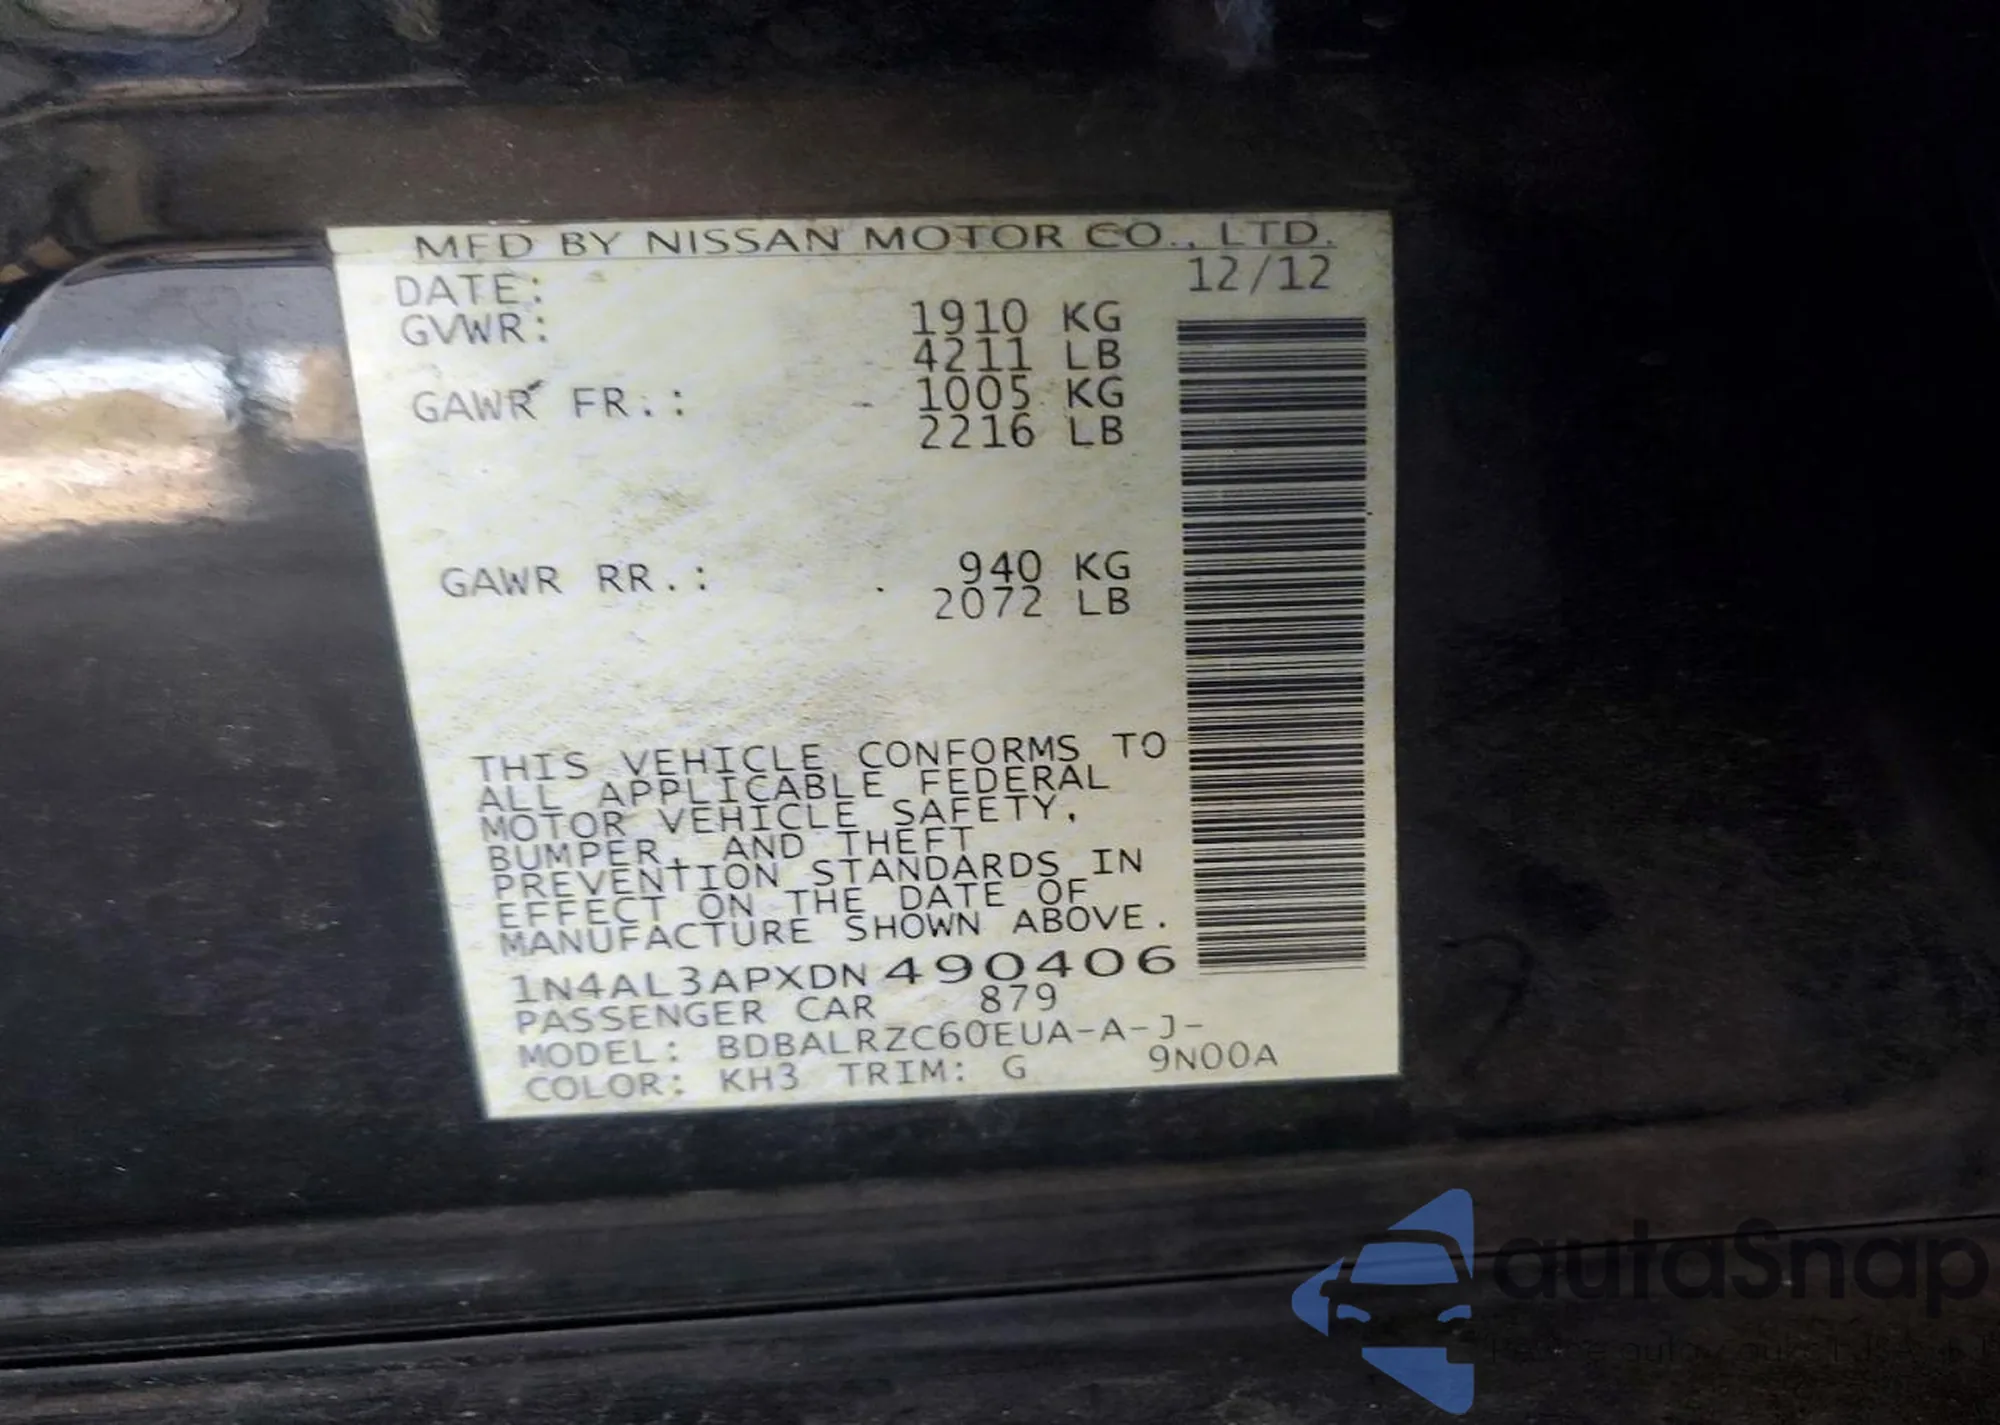 MFD BY NISSAN MOTOR CO., LTD.
DATE: 12/12
GVWR: 1910 KG
4211 LB
GAWR FR.: 1005 KG
2216 LB
GAWR RR.: 940 KG
2072 LB
THIS VEHICLE CONFORMS TO
ALL APPLICABLE FEDERAL
MOTOR VEHICLE SAFETY,
BUMPER, AND THEFT
PREVENTION STANDARDS IN
EFFECT ON THE DATE OF
MANUFACTURE SHOWN ABOVE.
1N4AL3APXDN490406
PASSENGER CAR 879
MODEL: BDBALRZC60EUA-A-J-
COLOR: KH3 TRIM: G 9N00A
autaSnap